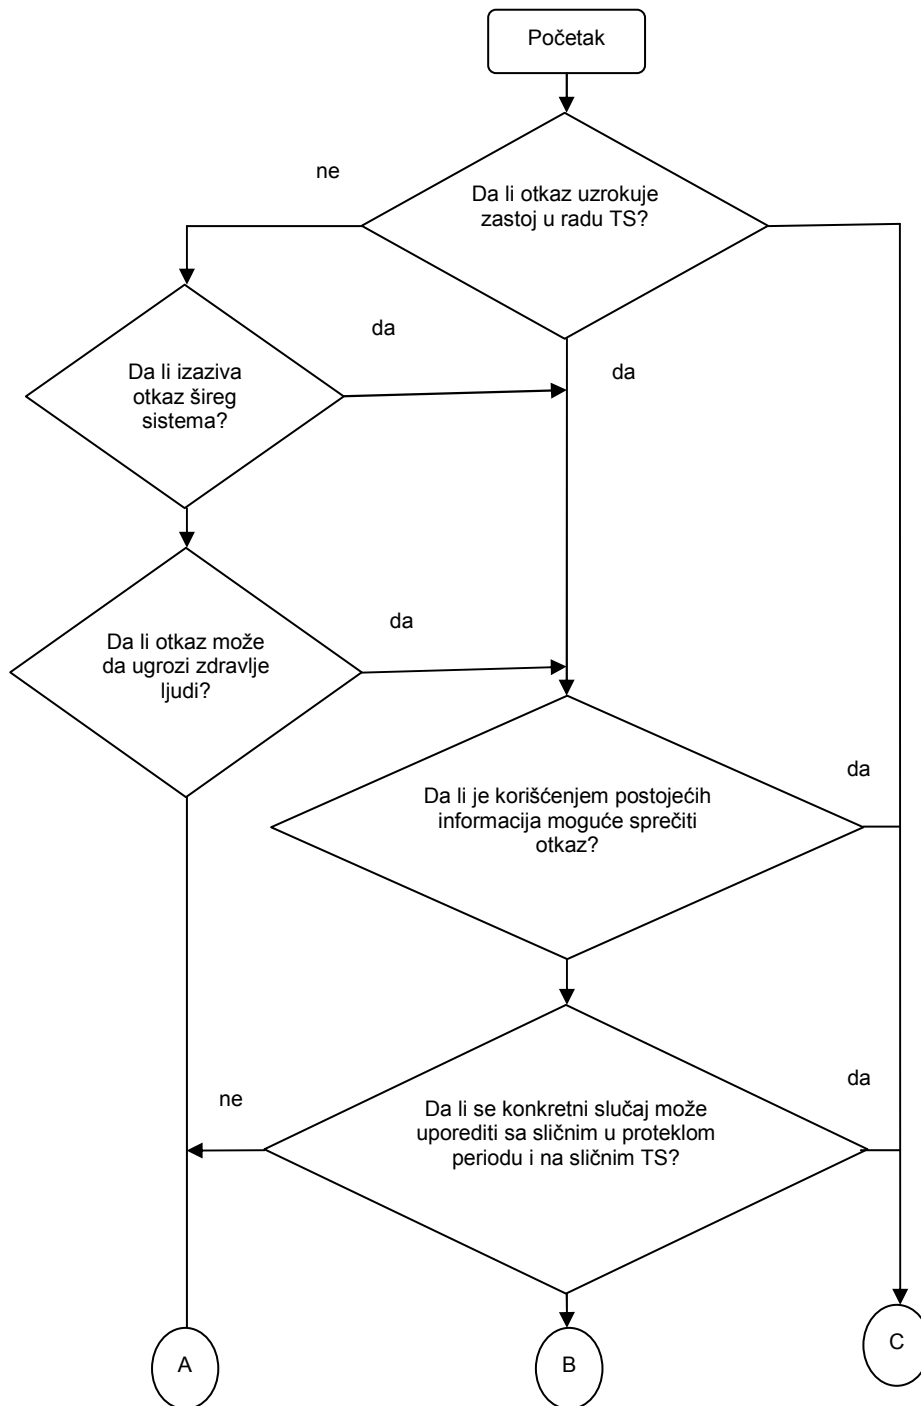 Početak
ne
Da li otkaz uzrokuje
zastoj u radu TS?
da
da
Da li izaziva
otkaz šireg
sistema?
da
Da li otkaz može
da ugrozi zdravlje
ljudi?
da
Da li je korišćenjem postojećih
informacija moguće sprečiti
otkaz?
ne
da
Da li se konkretni slučaj može
uporediti sa sličnim u proteklom
periodu i na sličnim TS?
A
B
C